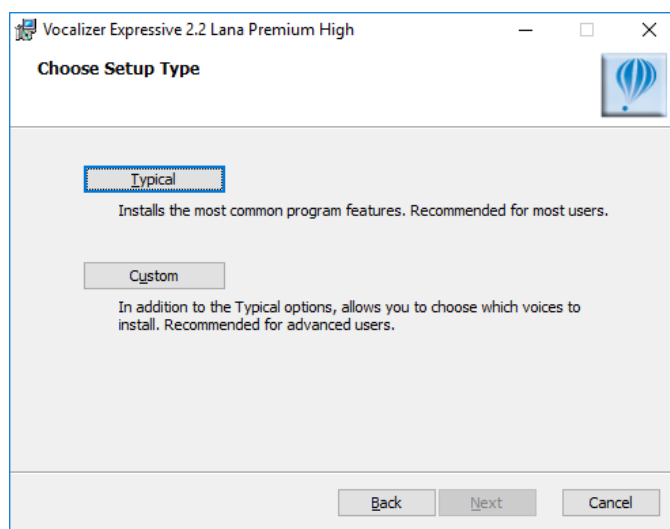 Vocalizer Expressive 2.2 Lana Premium High
Choose Setup Type
Typical
Installs the most common program features. Recommended for most users.
Custom
In addition to the Typical options, allows you to choose which voices to
install. Recommended for advanced users.
Back Next Cancel